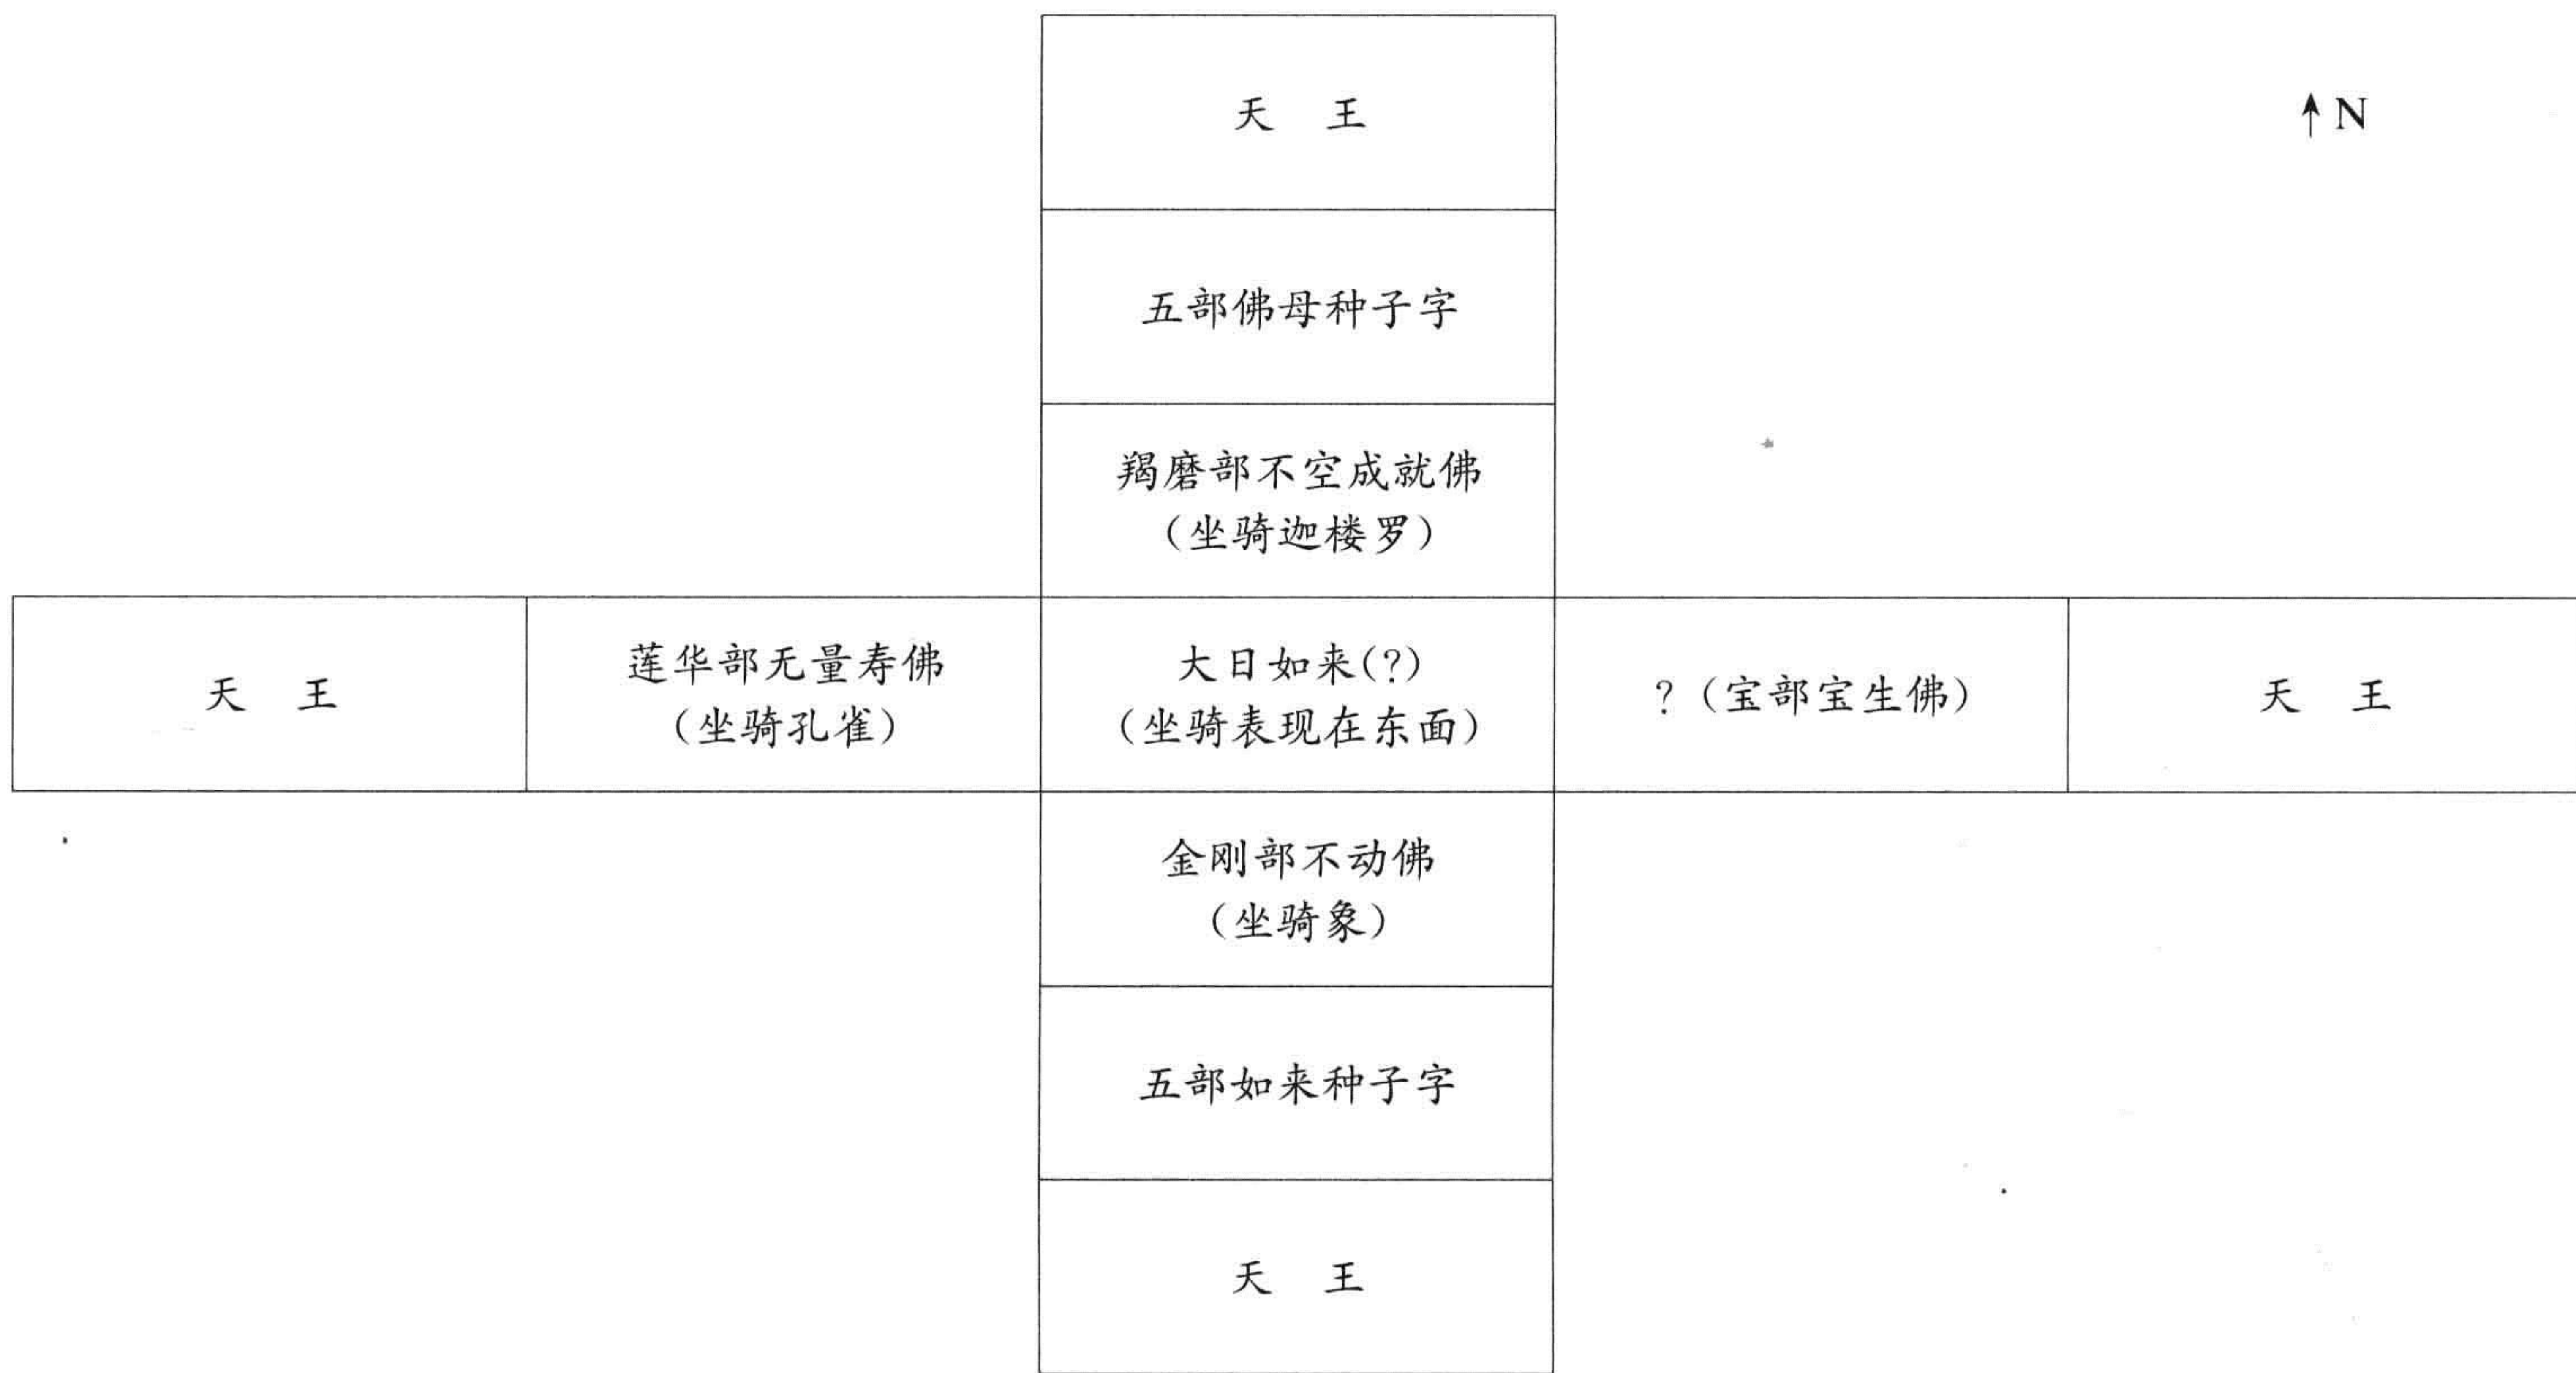 天 王
↑N
五部佛母种子字
羯磨部不空成就佛
(坐骑迦楼罗)
天 王
莲华部无量寿佛
(坐骑孔雀)
大日如来(?)
(坐骑表现在东面)
?(宝部宝生佛)
天 王
金刚部不动佛
(坐骑象)
五部如来种子字
天 王